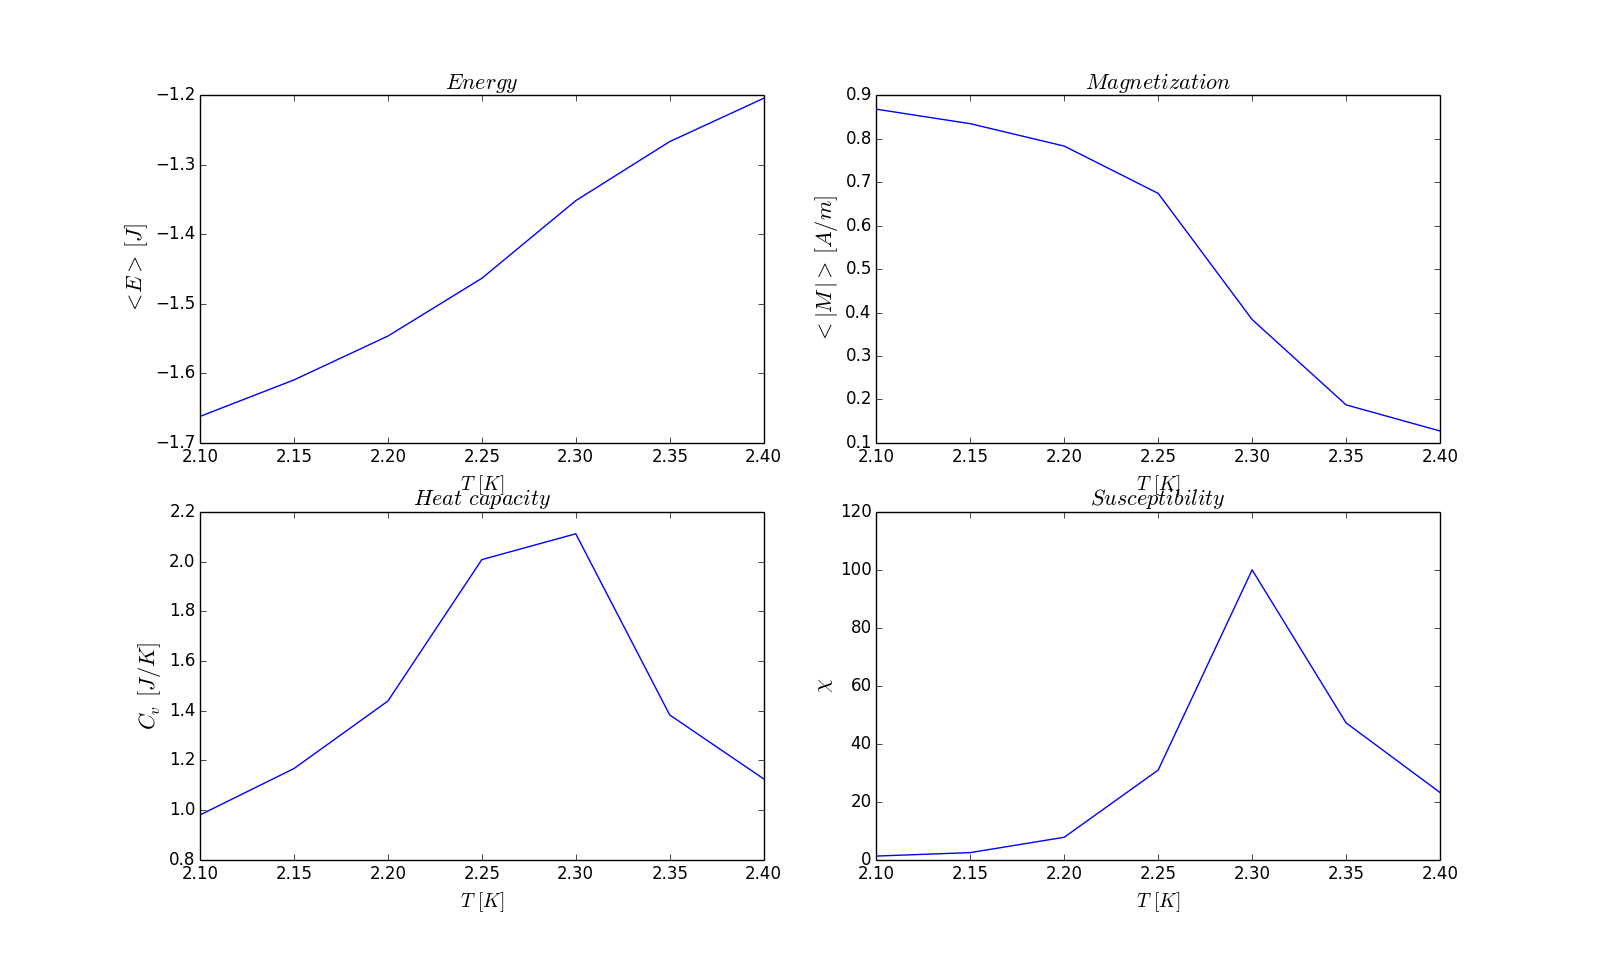 Energy
−1.2
−1.3
−1.4
−1.5
−1.6
−1.7
<E> [J]
2.10 2.15 2.20 2.25 2.30 2.35 2.40
T [K]
Magnetization
0.9
0.8
0.7
0.6
0.5
0.4
0.3
0.2
0.1
<|M|> [A/m]
2.10 2.15 2.20 2.25 2.30 2.35 2.40
T [K]
Heat capacity
2.2
2.0
1.8
1.6
1.4
1.2
1.0
0.8
C_v [J/K]
2.10 2.15 2.20 2.25 2.30 2.35 2.40
T [K]
Susceptibility
120
100
80
60
40
20
0
χ
2.10 2.15 2.20 2.25 2.30 2.35 2.40
T [K]